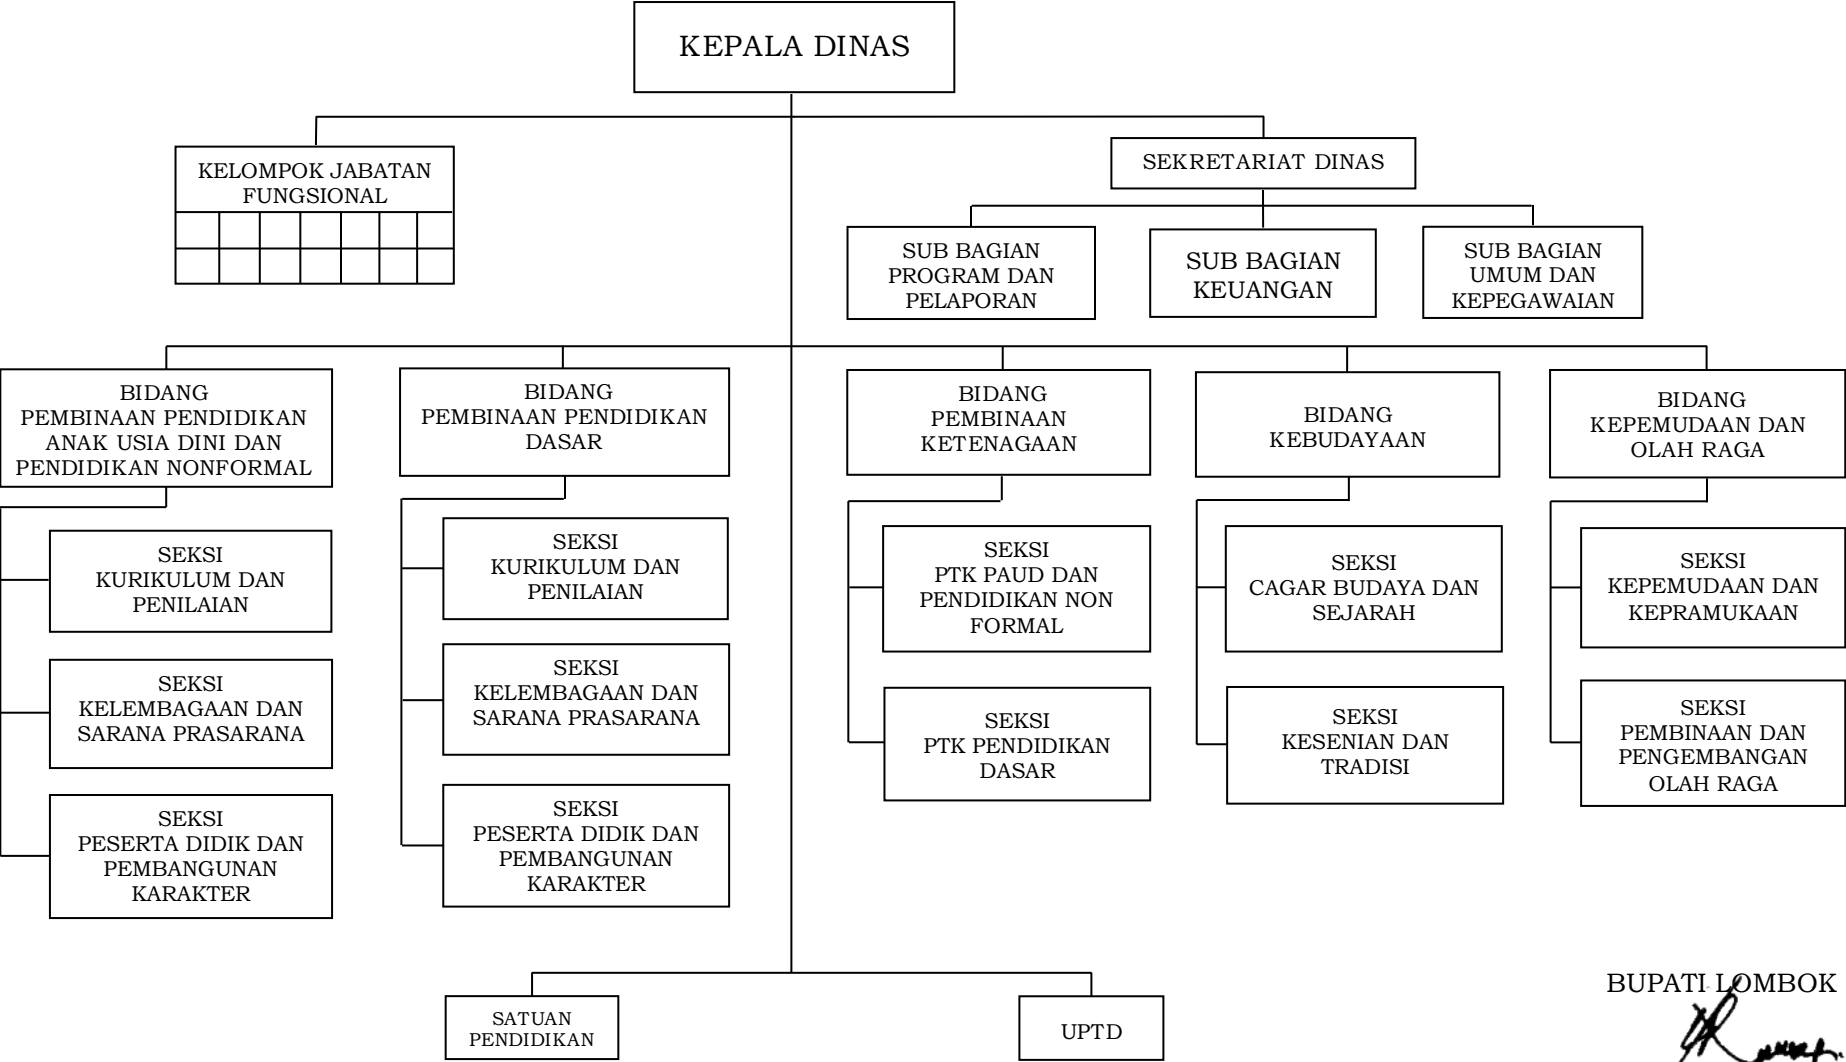 KEPALA DINAS
KELOMPOK JABATAN
FUNGSIONAL
SEKRETARIAT DINAS
SUB BAGIAN
PROGRAM DAN
PELAPORAN
SUB BAGIAN
KEUANGAN
SUB BAGIAN
UMUM DAN
KEPEGAWAIAN
BIDANG
PEMBINAAN PENDIDIKAN
ANAK USIA DINI DAN
PENDIDIKAN NONFORMAL
BIDANG
PEMBINAAN PENDIDIKAN
DASAR
BIDANG
PEMBINAAN
KETENAGAAN
BIDANG
KEBUDAYAAN
BIDANG
KEPEMUDAAN DAN
OLAH RAGA
SEKSI
KURIKULUM DAN
PENILAIAN
SEKSI
KELEMBAGAAN DAN
SARANA PRASARANA
SEKSI
PESERTA DIDIK DAN
PEMBANGUNAN
KARAKTER
SEKSI
KURIKULUM DAN
PENILAIAN
SEKSI
KELEMBAGAAN DAN
SARANA PRASARANA
SEKSI
PESERTA DIDIK DAN
PEMBANGUNAN
KARAKTER
SEKSI
PTK PAUD DAN
PENDIDIKAN NON
FORMAL
SEKSI
PTK PENDIDIKAN
DASAR
SEKSI
CAGAR BUDAYA DAN
SEJARAH
SEKSI
KESENIAN DAN
TRADISI
SEKSI
KEPEMUDAAN DAN
KEPRAMUKAAN
SEKSI
PEMBINAAN DAN
PENGEMBANGAN
OLAH RAGA
SATUAN
PENDIDIKAN
UPTD
BUPATI LOMBOK